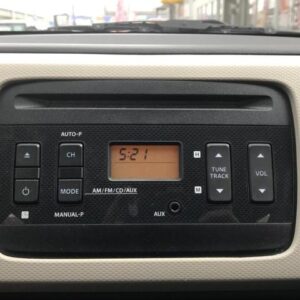 AUTO-P
CH
5:21
H
TUNE
TRACK
VOL
MODE
AM/FM/CD/AUX
M
MANUAL-P
AUX